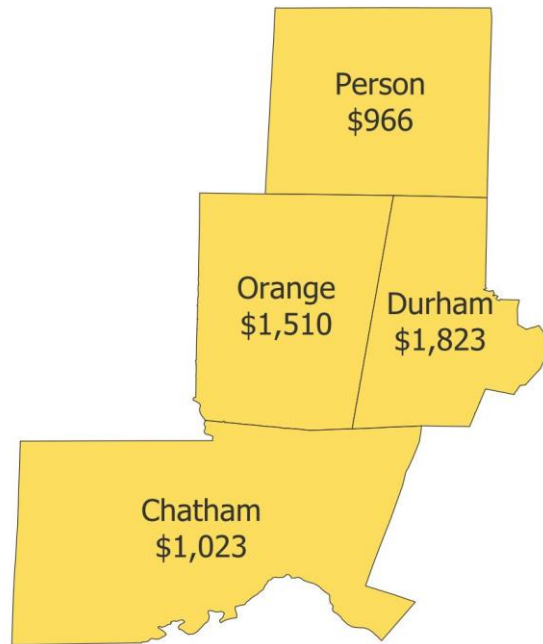 Person
$966
Orange
$1,510
Durham
$1,823
Chatham
$1,023